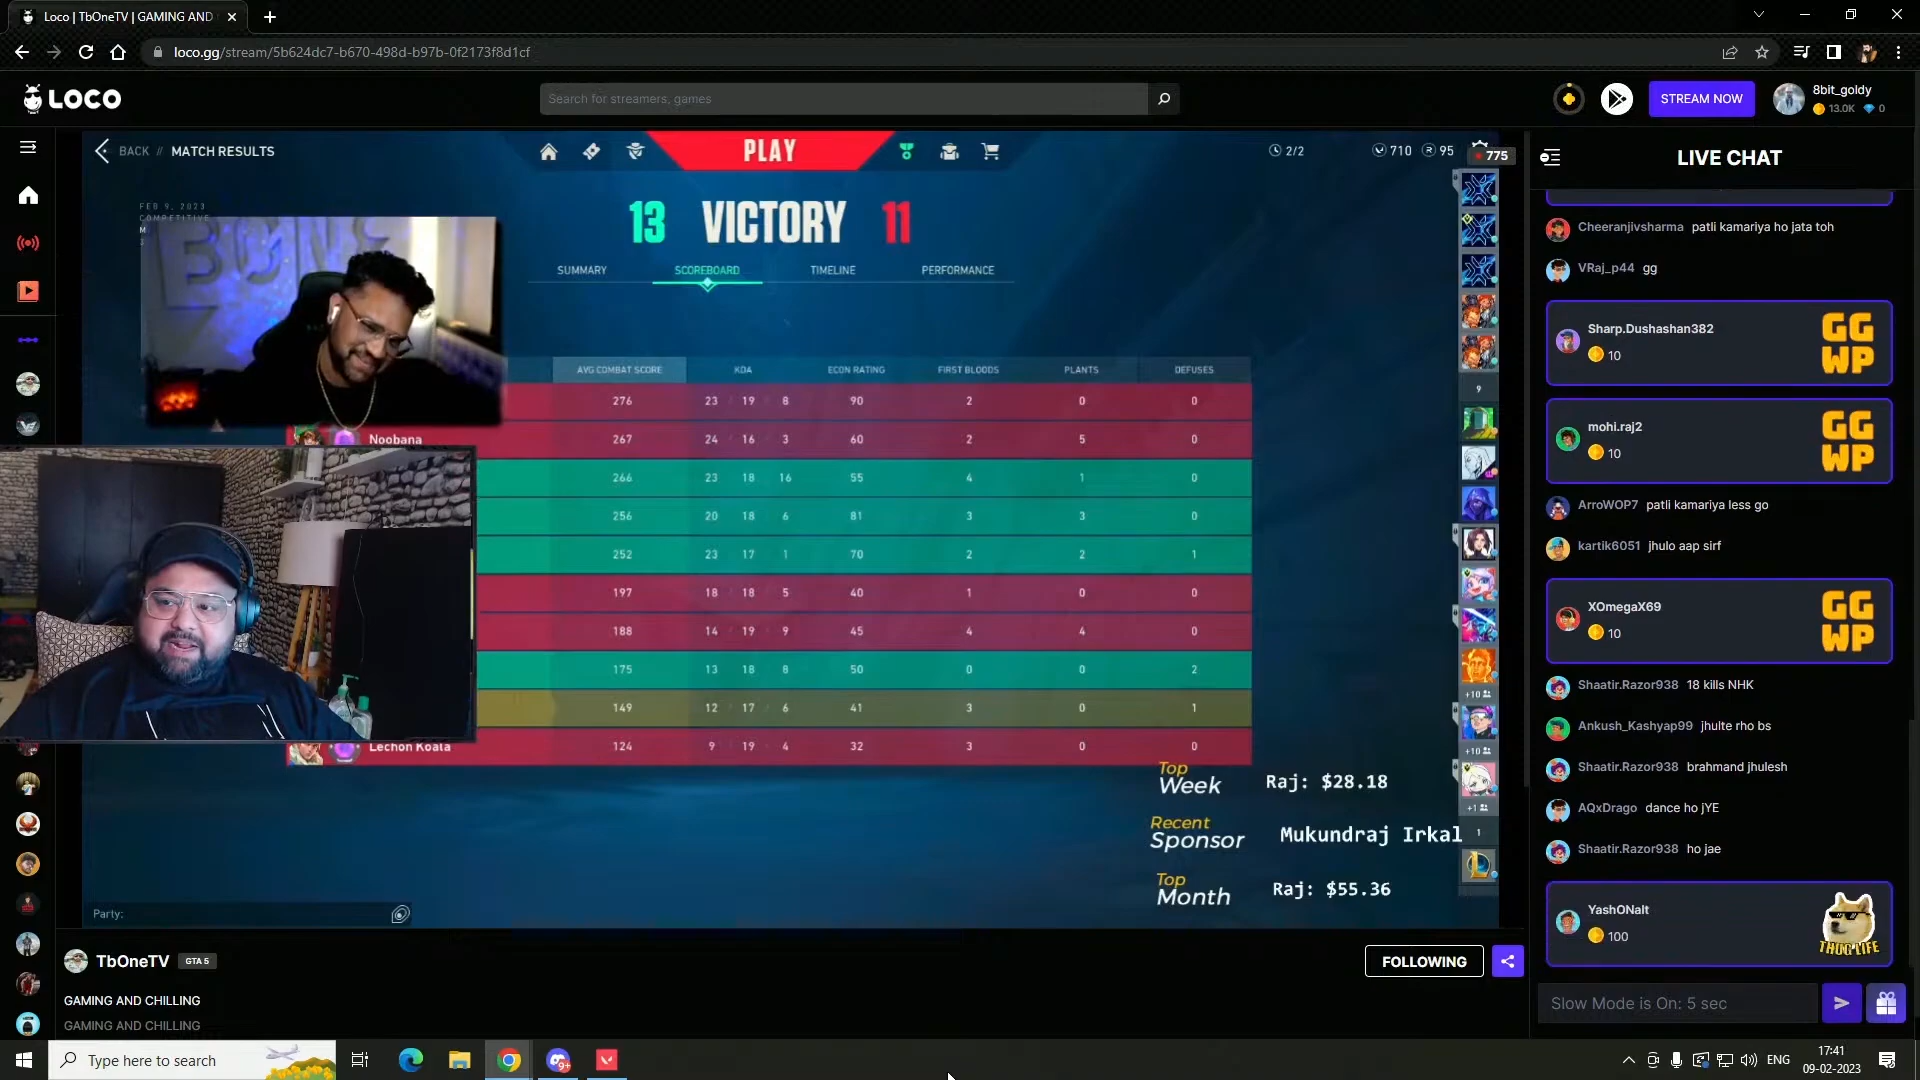 Loco | TbOneTV | GAMING AND
loco.gg/stream/5b624dc7-b670-498d-b97b-0f2173f8d1cf
LOCO
Search for streamers, games
STREAM NOW
8bit_goldy
13.0K 0
BACK // MATCH RESULTS
PLAY
2/2
710
95
775
FEB 9, 2023
COMPETITIVE
13 VICTORY 11
SUMMARY
SCOREBOARD
TIMELINE
PERFORMANCE
AVG COMBAT SCORE KDA ECON RATING FIRST BLOODS PLANTS DEFUSES
276 23 19 8 90 2 0 0
Noobana 267 24 16 3 60 2 5 0
266 23 18 16 55 4 1 0
256 20 18 6 81 3 3 0
252 23 17 1 70 2 2 1
197 18 18 5 40 1 0 0
188 14 19 9 45 4 4 0
175 13 18 8 50 0 0 2
149 12 17 6 41 3 0 1
Lechon Koala 124 9 19 4 32 3 0 0
9
+10
+10
+1
1
Top
Week Raj: $28.18
Recent
Sponsor Mukundraj Irkal
Top
Month Raj: $55.36
Party:
TbOneTV GTA 5
FOLLOWING
GAMING AND CHILLING
GAMING AND CHILLING
LIVE CHAT
Cheeranjivsharma patli kamariya ho jata toh
VRaj_p44 gg
Sharp.Dushashan382
10
GG
WP
mohi.raj2
10
GG
WP
ArroWOP7 patli kamariya less go
kartik6051 jhulo aap sirf
XOmegaX69
10
GG
WP
Shaatir.Razor938 18 kills NHK
Ankush_Kashyap99 jhulte rho bs
Shaatir.Razor938 brahmand jhulesh
AQxDrago dance ho jYE
Shaatir.Razor938 ho jae
YashONalt
100
THUG LIFE
Slow Mode is On: 5 sec
Type here to search
9+
ENG
17:41
09-02-2023